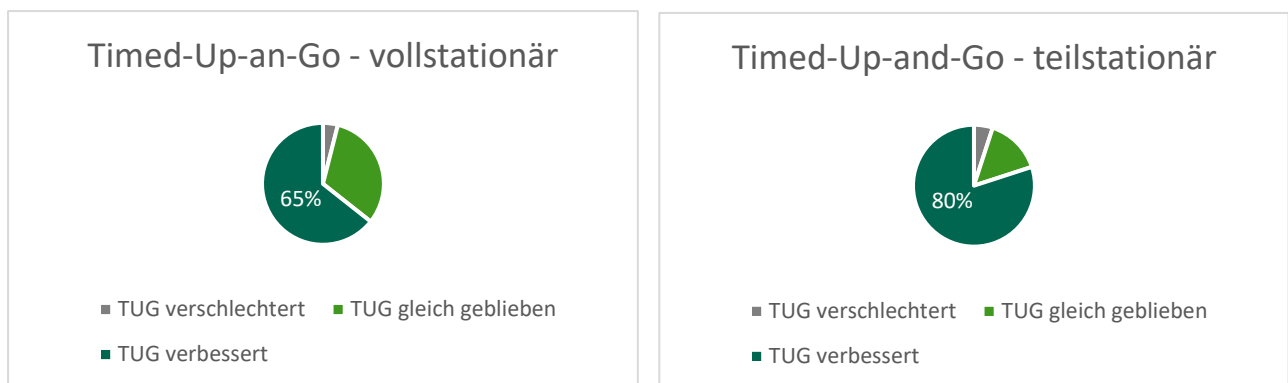 Timed-Up-an-Go - vollstationär
65%
TUG verschlechtert
TUG gleich geblieben
TUG verbessert
Timed-Up-and-Go - teilstationär
80%
TUG verschlechtert
TUG gleich geblieben
TUG verbessert